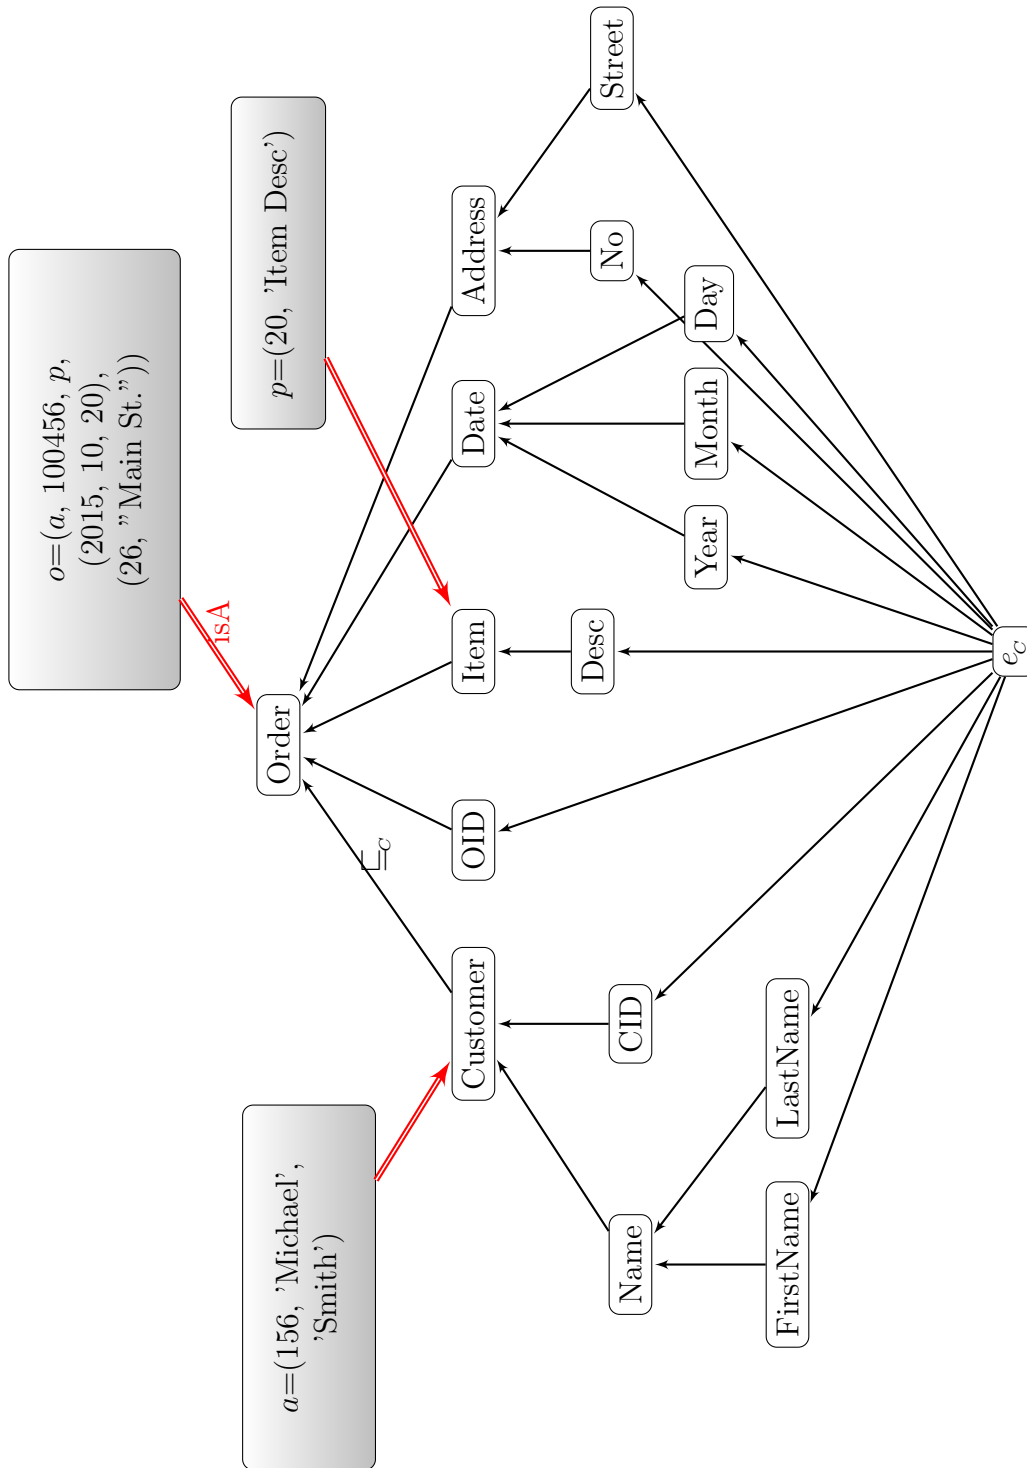 o=(a, 100456, p,
(2015, 10, 20),
(26, ”Main St.”))
a=(156, ’Michael’,
’Smith’)
p=(20, ’Item Desc’)
isA
Order
⊑c
Customer
OID
Item
Date
Address
Name
CID
Desc
No
Street
Year
Month
Day
FirstName
LastName
eC